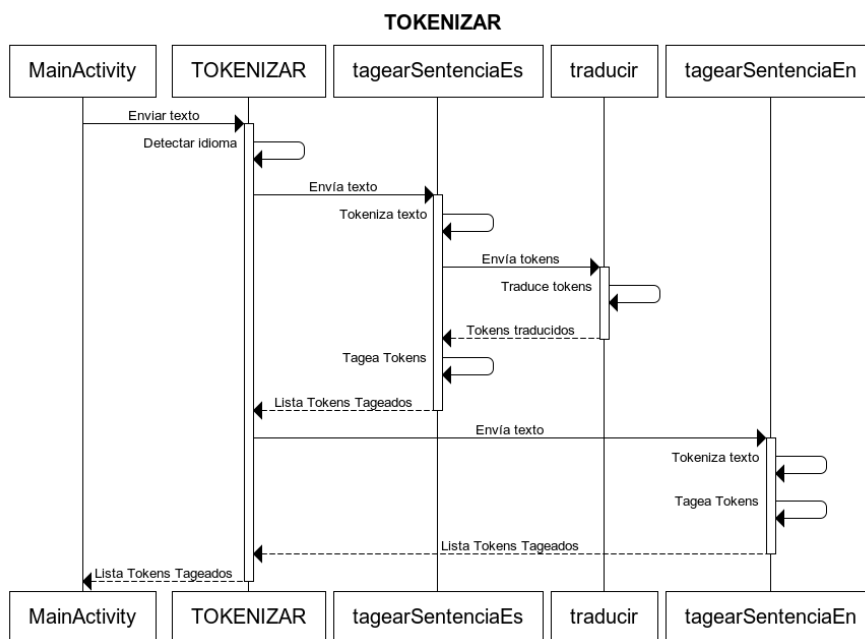 TOKENIZAR
MainActivity TOKENIZAR tagearSentenciaEs traducir tagearSentenciaEn
Enviar texto
Detectar idioma
Envía texto
Tokeniza texto
Envía tokens
Traduce tokens
Tokens traducidos
Tagea Tokens
Lista Tokens Tageados
Envía texto
Tokeniza texto
Tagea Tokens
Lista Tokens Tageados
Lista Tokens Tageados
MainActivity TOKENIZAR tagearSentenciaEs traducir tagearSentenciaEn